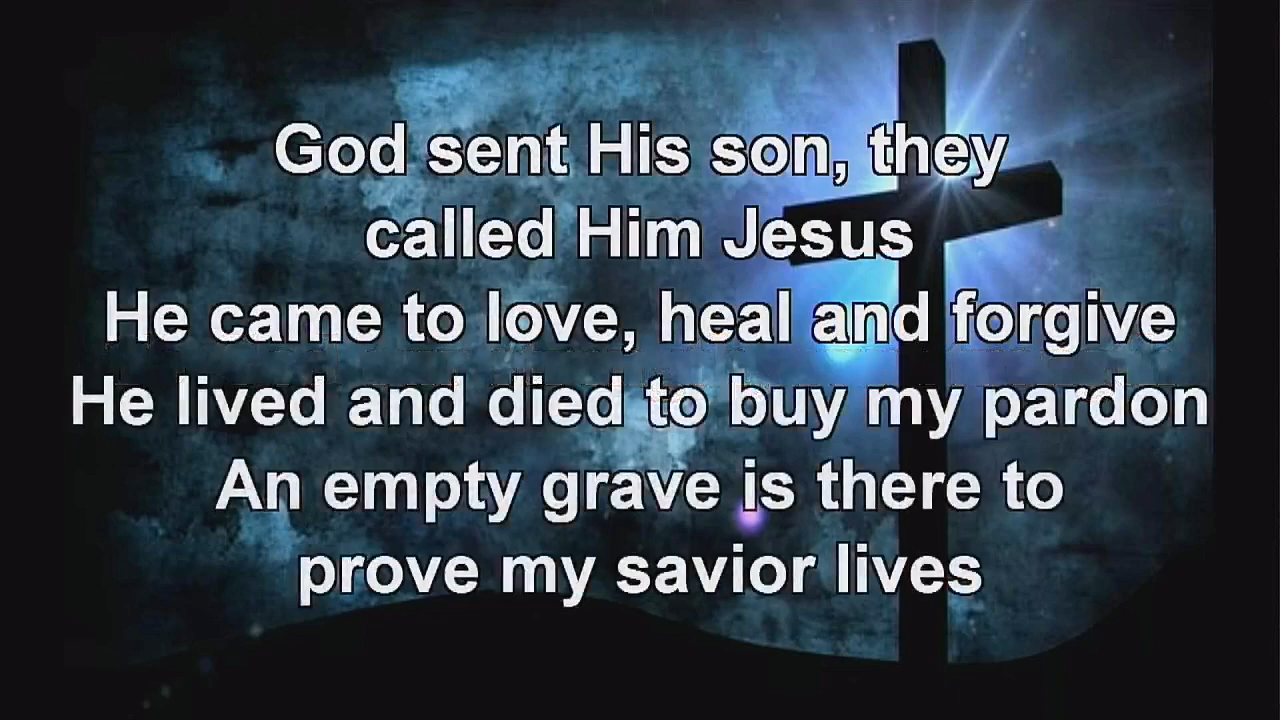 God sent His son, they
called Him Jesus
He came to love, heal and forgive
He lived and died to buy my pardon
An empty grave is there to
prove my savior lives